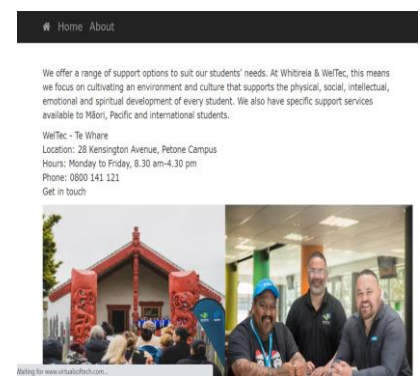 Home About
We offer a range of support options to suit our students' needs. At Whitireia & WelTec, this means
we focus on cultivating an environment and culture that supports the physical, social, intellectual,
emotional and spiritual development of every student. We also have specific support services
available to Māori, Pacific and international students.
WelTec - Te Whare
Location: 28 Kensington Avenue, Petone Campus
Hours: Monday to Friday, 8.30 am-4.30 pm
Phone: 0800 141 121
Get in touch
Waiting for www.virtualsoftech.com...